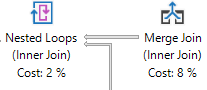 Nested Loops
(Inner Join)
Cost: 2 %
Merge Join
(Inner Join)
Cost: 8 %